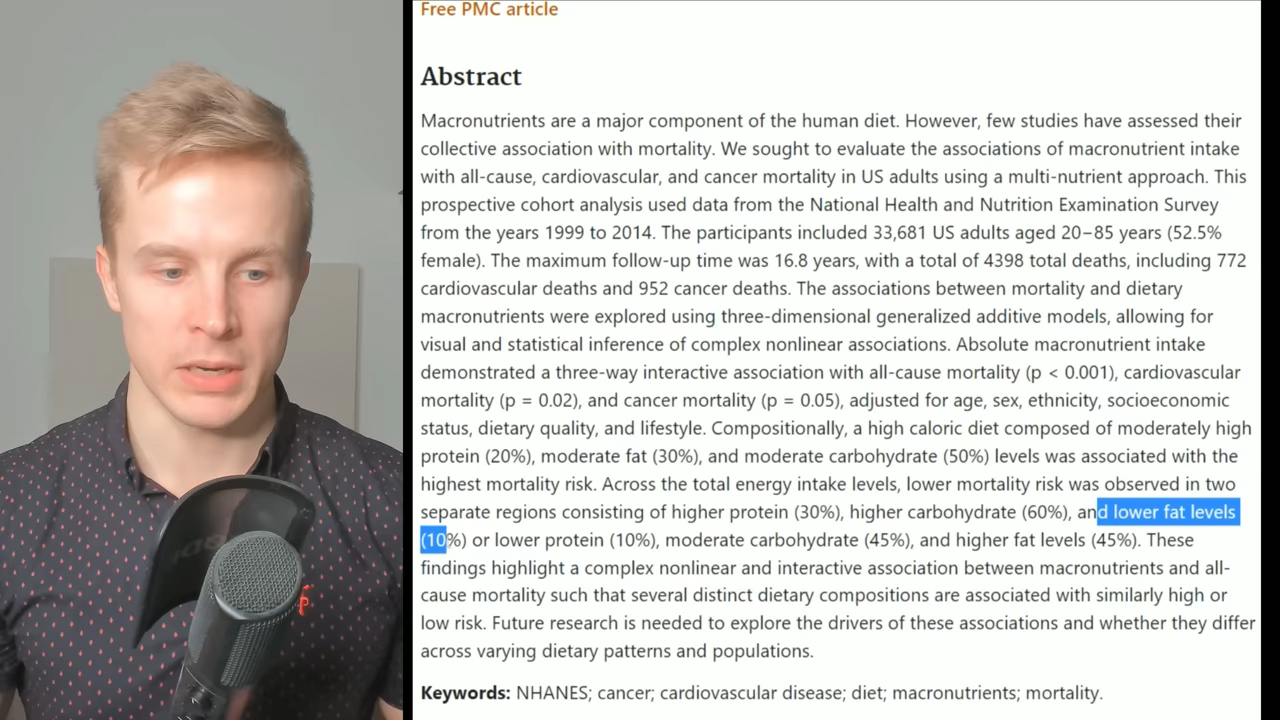 Free PMC article
Abstract
Macronutrients are a major component of the human diet. However, few studies have assessed their
collective association with mortality. We sought to evaluate the associations of macronutrient intake
with all-cause, cardiovascular, and cancer mortality in US adults using a multi-nutrient approach. This
prospective cohort analysis used data from the National Health and Nutrition Examination Survey
from the years 1999 to 2014. The participants included 33,681 US adults aged 20–85 years (52.5%
female). The maximum follow-up time was 16.8 years, with a total of 4398 total deaths, including 772
cardiovascular deaths and 952 cancer deaths. The associations between mortality and dietary
macronutrients were explored using three-dimensional generalized additive models, allowing for
visual and statistical inference of complex nonlinear associations. Absolute macronutrient intake
demonstrated a three-way interactive association with all-cause mortality (p < 0.001), cardiovascular
mortality (p = 0.02), and cancer mortality (p = 0.05), adjusted for age, sex, ethnicity, socioeconomic
status, dietary quality, and lifestyle. Compositionally, a high caloric diet composed of moderately high
protein (20%), moderate fat (30%), and moderate carbohydrate (50%) levels was associated with the
highest mortality risk. Across the total energy intake levels, lower mortality risk was observed in two
separate regions consisting of higher protein (30%), higher carbohydrate (60%), and lower fat levels
(10%) or lower protein (10%), moderate carbohydrate (45%), and higher fat levels (45%). These
findings highlight a complex nonlinear and interactive association between macronutrients and all-
cause mortality such that several distinct dietary compositions are associated with similarly high or
low risk. Future research is needed to explore the drivers of these associations and whether they differ
across varying dietary patterns and populations.
Keywords: NHANES; cancer; cardiovascular disease; diet; macronutrients; mortality.